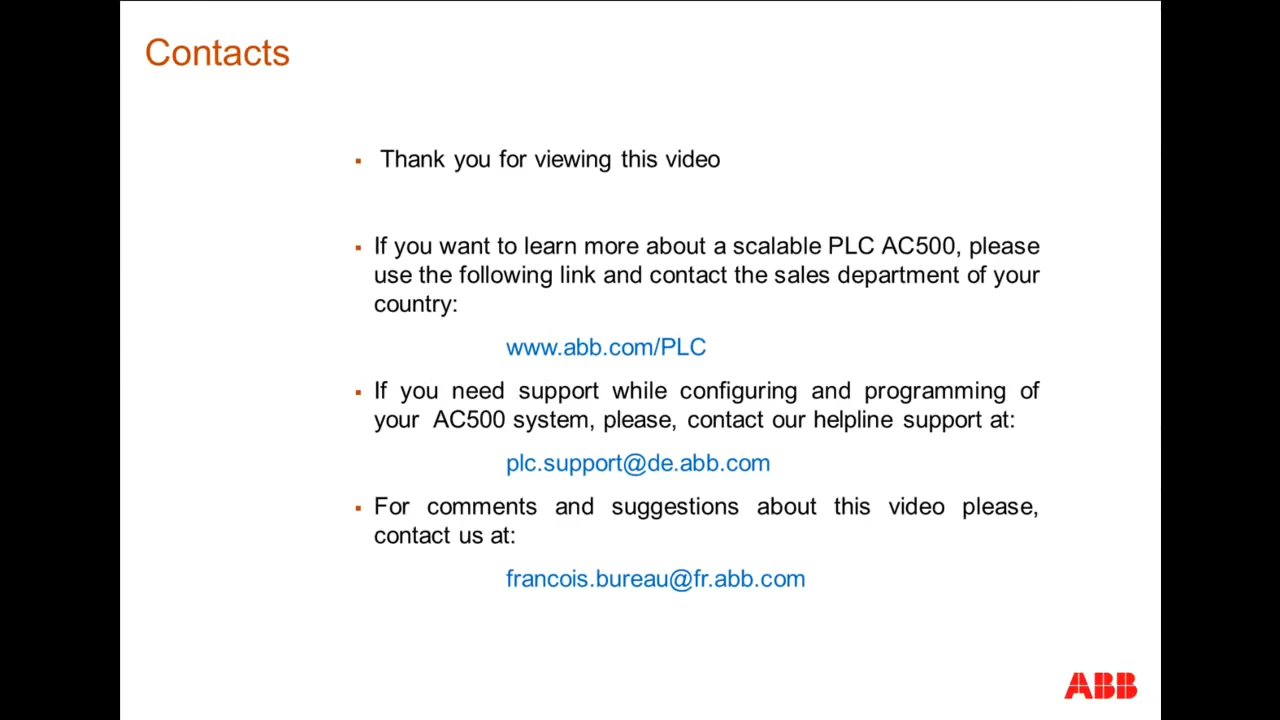 Contacts
▪ Thank you for viewing this video
▪ If you want to learn more about a scalable PLC AC500, please
use the following link and contact the sales department of your
country:
www.abb.com/PLC
▪ If you need support while configuring and programming of
your AC500 system, please, contact our helpline support at:
plc.support@de.abb.com
▪ For comments and suggestions about this video please,
contact us at:
francois.bureau@fr.abb.com
ABB